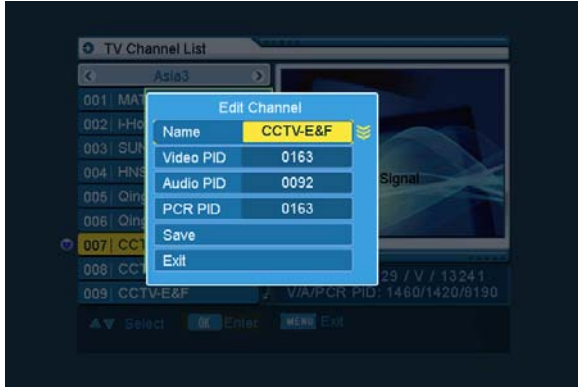 TV Channel List
Asia3
001 MAT
002 I-Ho
003 SUN
004 HNS
005 Qing
006 Qing
007 CCT
008 CCT
009 CCTV-E&F
Edit Channel
Name CCTV-E&F
Video PID 0163
Audio PID 0092
PCR PID 0163
Save
Exit
Signal
29 / V / 13241
V/A/PCR PID: 1460/1420/8190
Select OK Enter MENU Exit